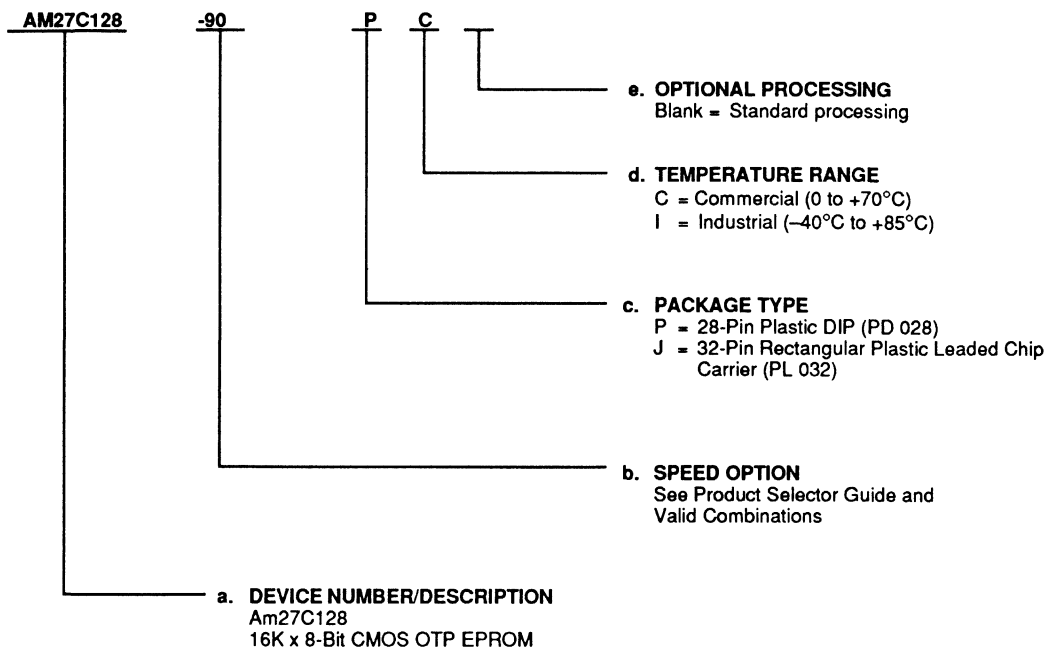 AM27C128 -90 P C
e. OPTIONAL PROCESSING
Blank = Standard processing
d. TEMPERATURE RANGE
C = Commercial (0 to +70°C)
I = Industrial (–40°C to +85°C)
c. PACKAGE TYPE
P = 28-Pin Plastic DIP (PD 028)
J = 32-Pin Rectangular Plastic Leaded Chip
Carrier (PL 032)
b. SPEED OPTION
See Product Selector Guide and
Valid Combinations
a. DEVICE NUMBER/DESCRIPTION
Am27C128
16K x 8-Bit CMOS OTP EPROM